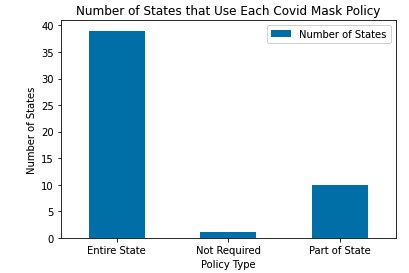 Number of States that Use Each Covid Mask Policy
Number of States
40
35
30
25
20
15
10
5
0
Number of States
Entire State
Not Required
Part of State
Policy Type